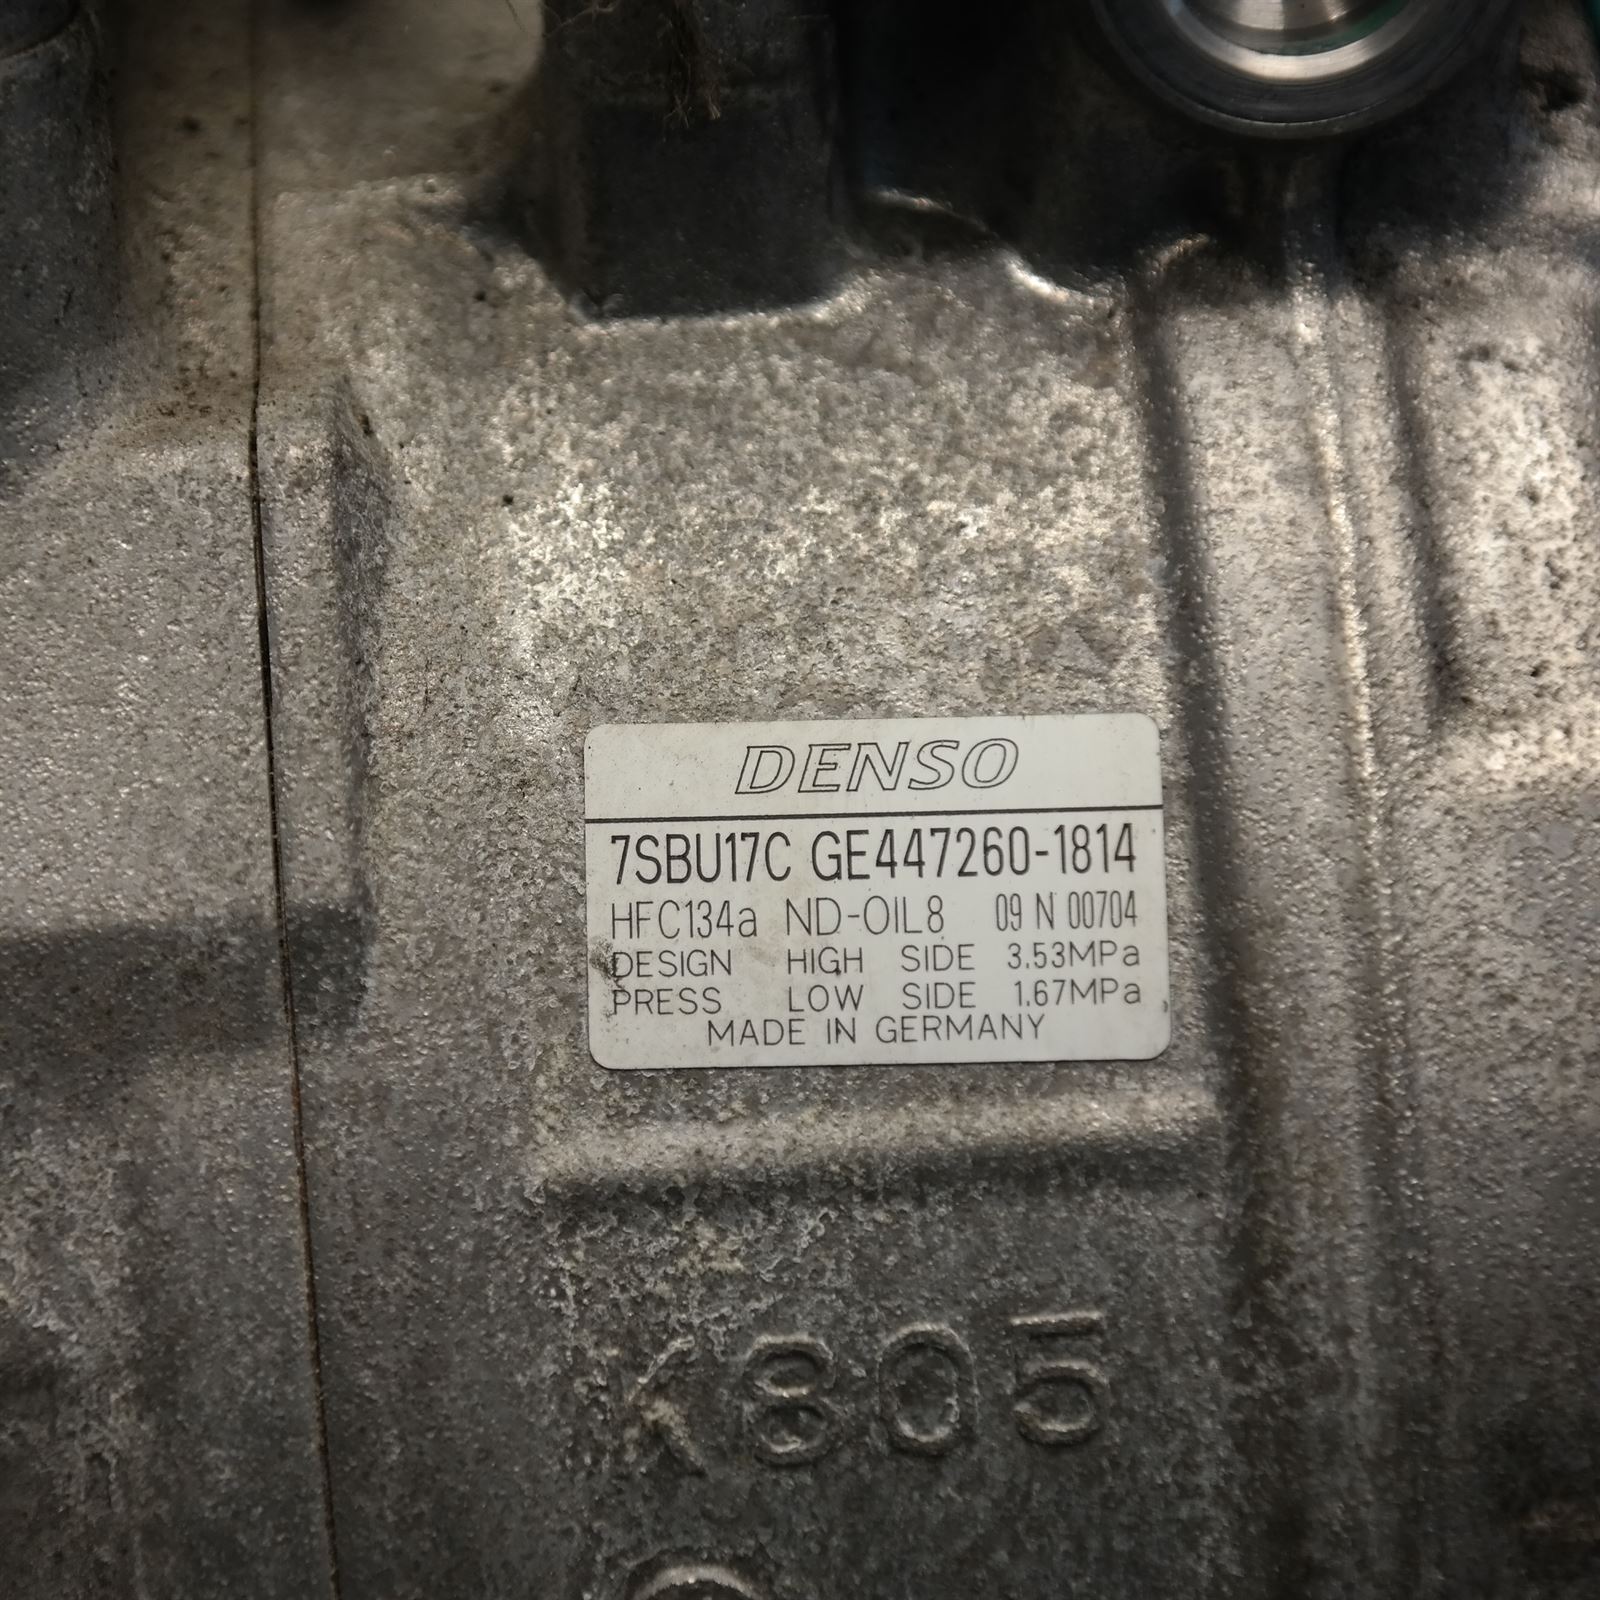 DENSO
7SBU17C GE447260-1814
HFC134a ND-OIL8 09 N 00704
DESIGN HIGH SIDE 3.53MPa
PRESS LOW SIDE 1.67MPa
MADE IN GERMANY
K805